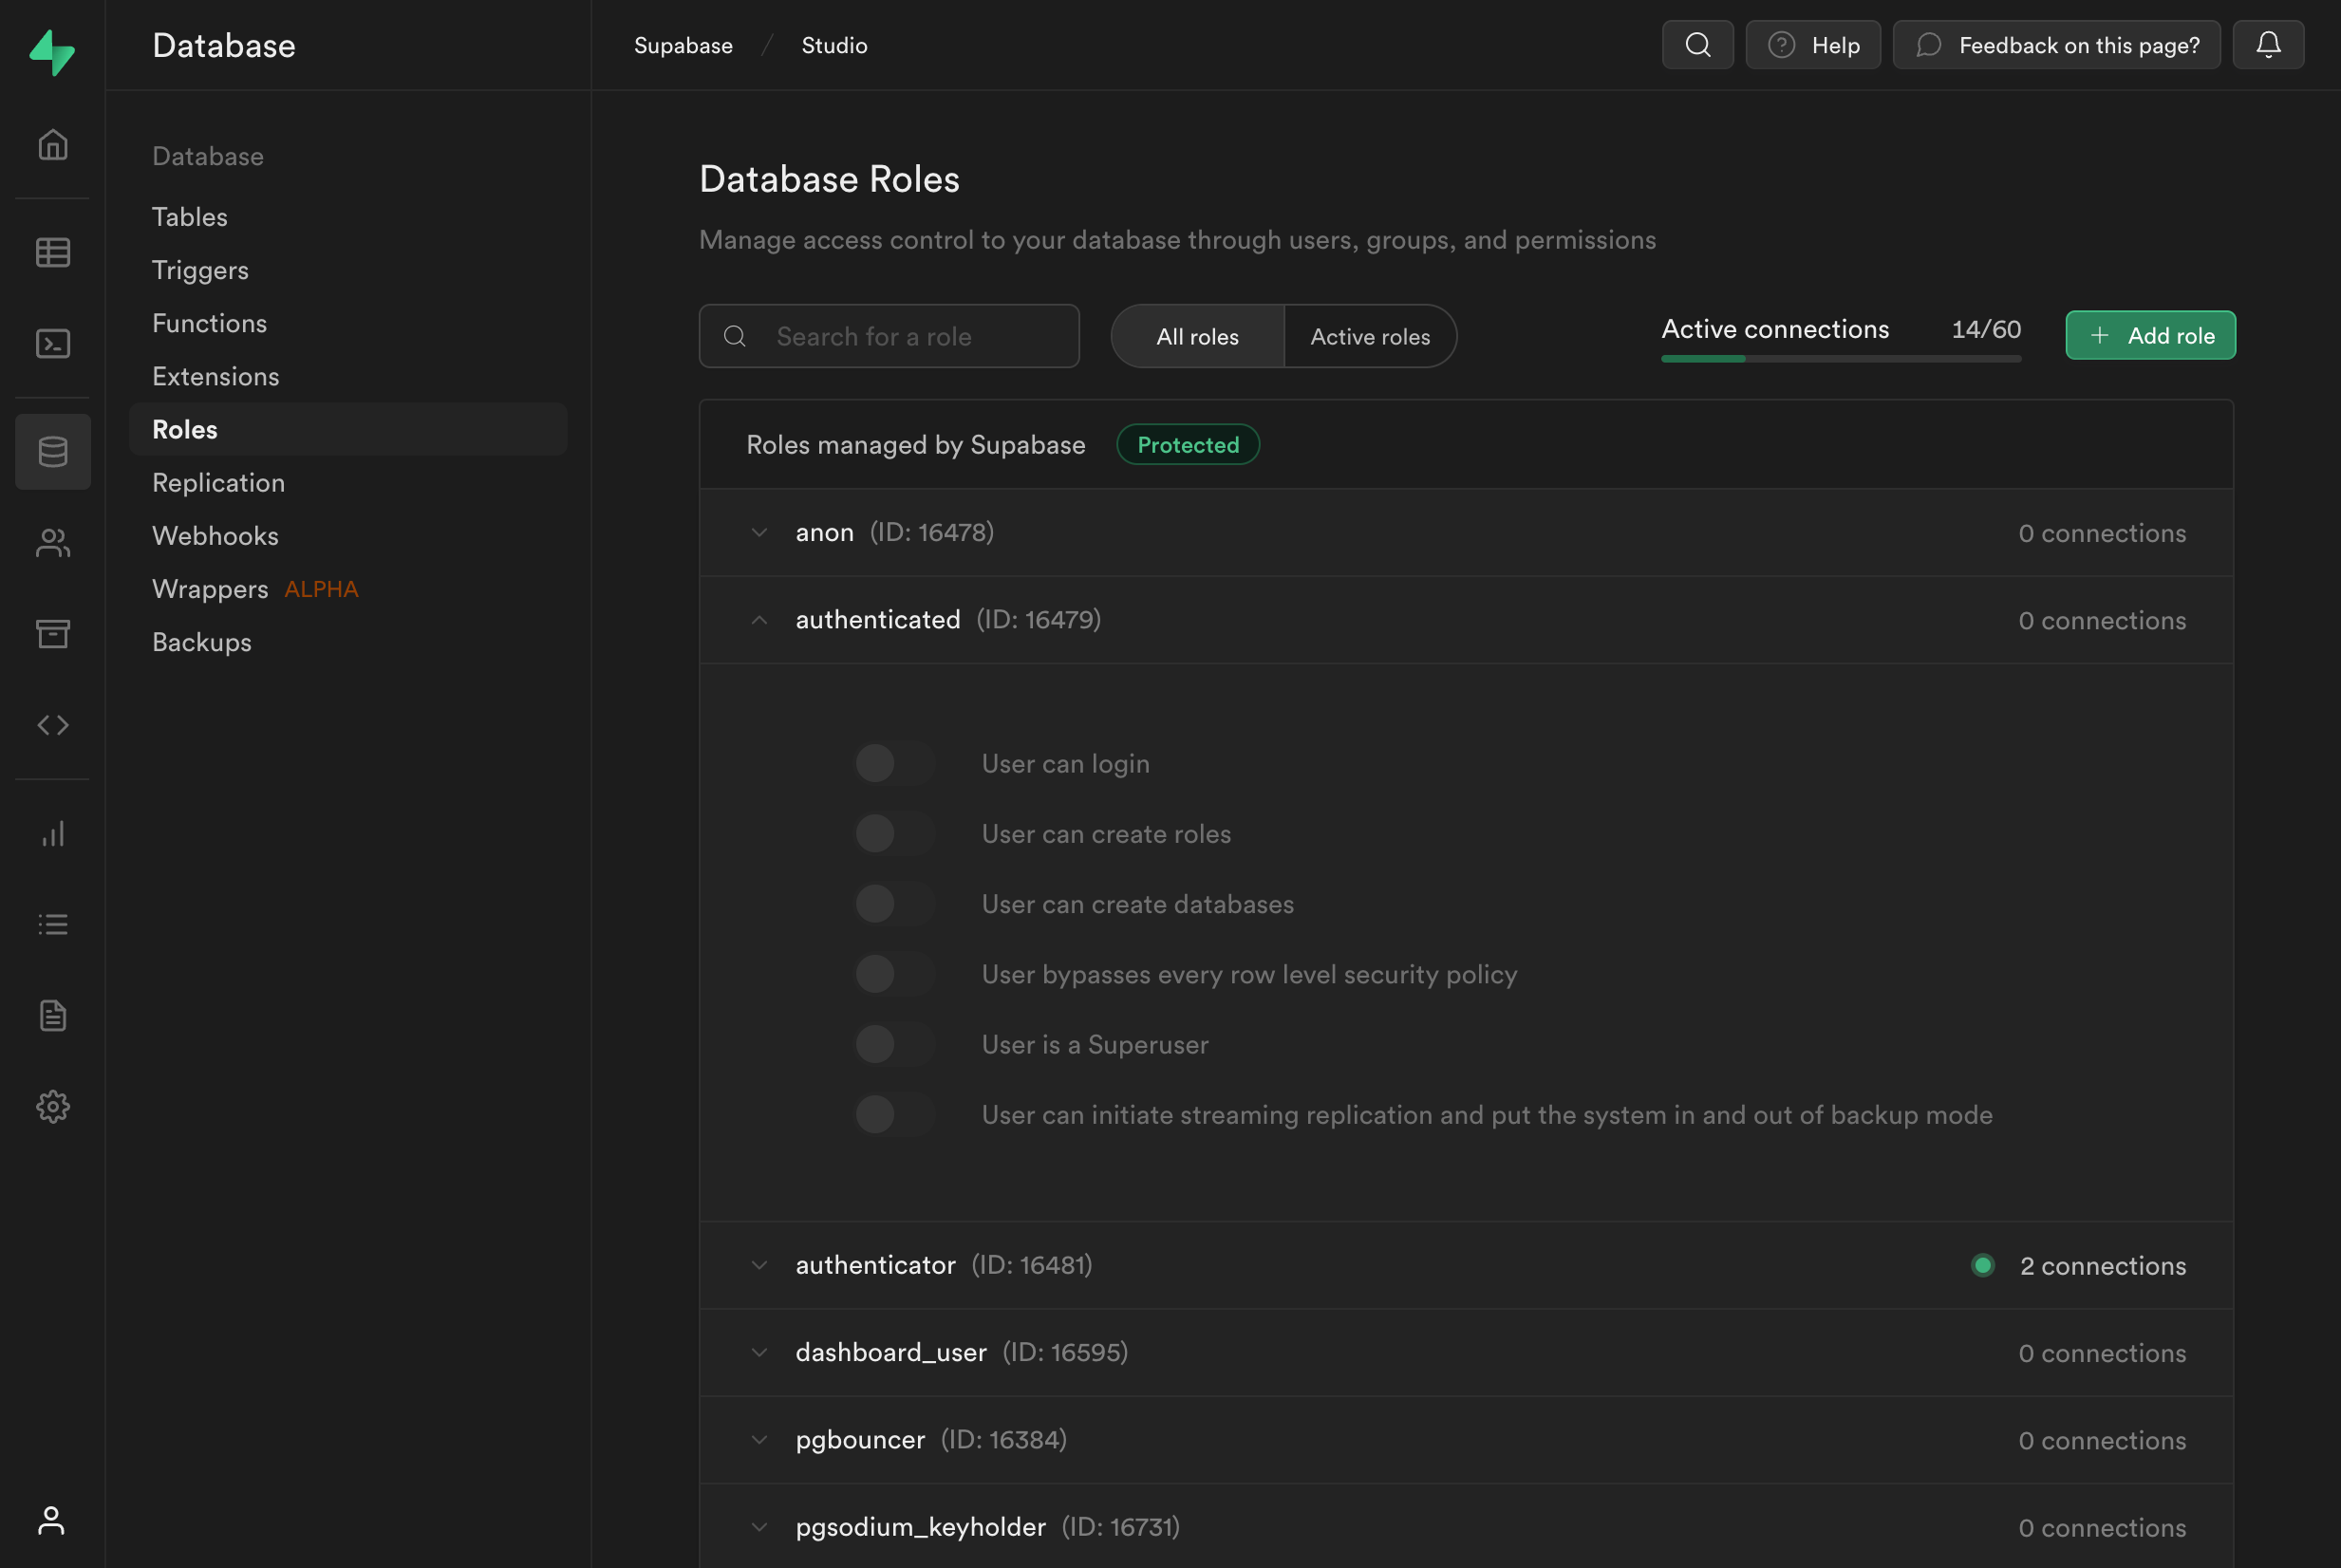 Database
Supabase / Studio
Help
Feedback on this page?
Database
Tables
Triggers
Functions
Extensions
Roles
Replication
Webhooks
Wrappers ALPHA
Backups
Database Roles
Manage access control to your database through users, groups, and permissions
Search for a role
All roles
Active roles
Active connections 14/60
Add role
Roles managed by Supabase Protected
anon (ID: 16478) 0 connections
authenticated (ID: 16479) 0 connections
User can login
User can create roles
User can create databases
User bypasses every row level security policy
User is a Superuser
User can initiate streaming replication and put the system in and out of backup mode
authenticator (ID: 16481) 2 connections
dashboard_user (ID: 16595) 0 connections
pgbouncer (ID: 16384) 0 connections
pgsodium_keyholder (ID: 16731) 0 connections